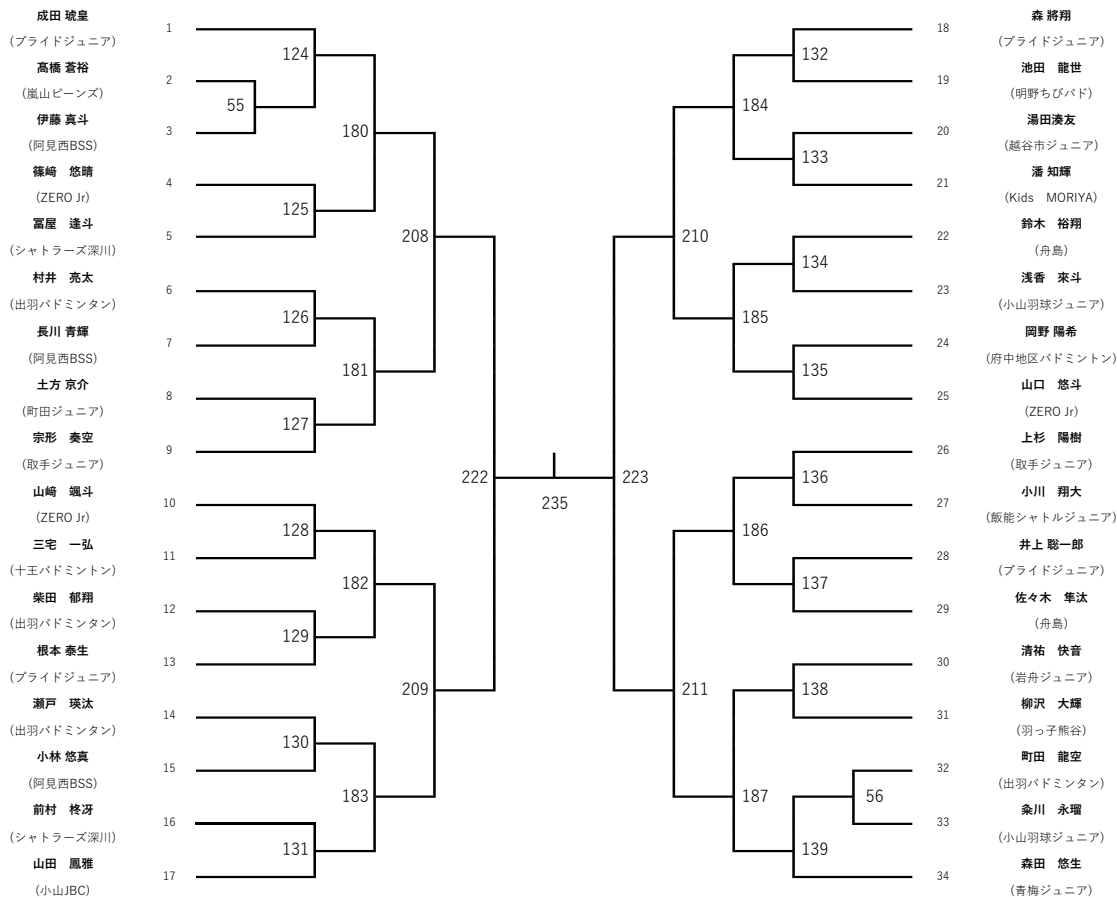 成田 琥皇
1
(プライドジュニア)
髙橋 蒼裕
2
(嵐山ビーンズ)
伊藤 真斗
3
(阿見西BSS)
篠﨑　悠晴
4
(ZERO Jr)
冨屋　逢斗
5
(シャトラーズ深川)
村井　亮太
6
(出羽バドミンタン)
長川 青輝
7
(阿見西BSS)
土方 京介
8
(町田ジュニア)
宗形　奏空
9
(取手ジュニア)
山﨑　颯斗
10
(ZERO Jr)
三宅　一弘
11
(十王バドミントン)
柴田　郁翔
12
(出羽バドミンタン)
根本 泰生
13
(プライドジュニア)
瀬戸　瑛汰
14
(出羽バドミンタン)
小林 悠真
15
(阿見西BSS)
前村　柊冴
16
(シャトラーズ深川)
山田　鳳雅
17
(小山JBC)
55
124
125
126
127
128
129
130
131
180
181
182
183
208
209
222
235
223
210
211
184
185
186
187
132
133
134
135
136
137
138
139
56
森 將翔
18
(プライドジュニア)
池田　龍世
19
(明野ちびバド)
湯田湊友
20
(越谷市ジュニア)
潘 知輝
21
(Kids　MORIYA)
鈴木　裕翔
22
(舟島)
浅香　來斗
23
(小山羽球ジュニア)
岡野 陽希
24
(府中地区バドミントン)
山口　悠斗
25
(ZERO Jr)
上杉　陽樹
26
(取手ジュニア)
小川　翔大
27
(飯能シャトルジュニア)
井上 聡一郎
28
(プライドジュニア)
佐々木　隼汰
29
(舟島)
清祐　快音
30
(岩舟ジュニア)
柳沢　大輝
31
(羽っ子熊谷)
町田　龍空
32
(出羽バドミンタン)
粂川　永瑠
33
(小山羽球ジュニア)
森田　悠生
34
(青梅ジュニア)